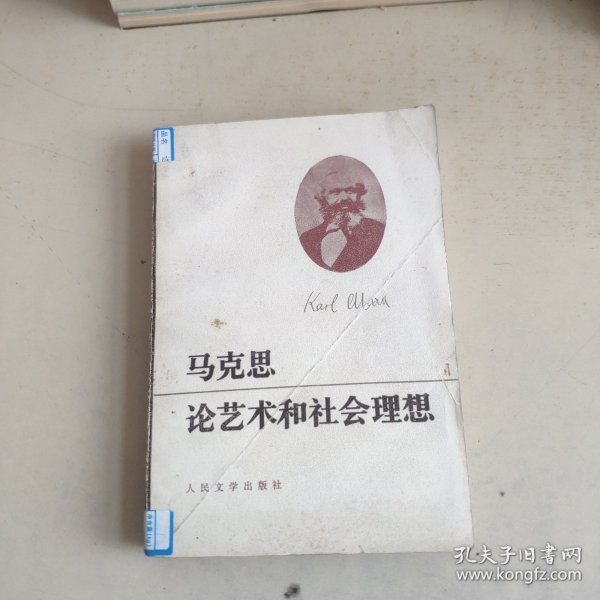 Karl Marx
马克思
论艺术和社会理想
人民文学出版社
孔夫子旧书网
www.kongfz.com